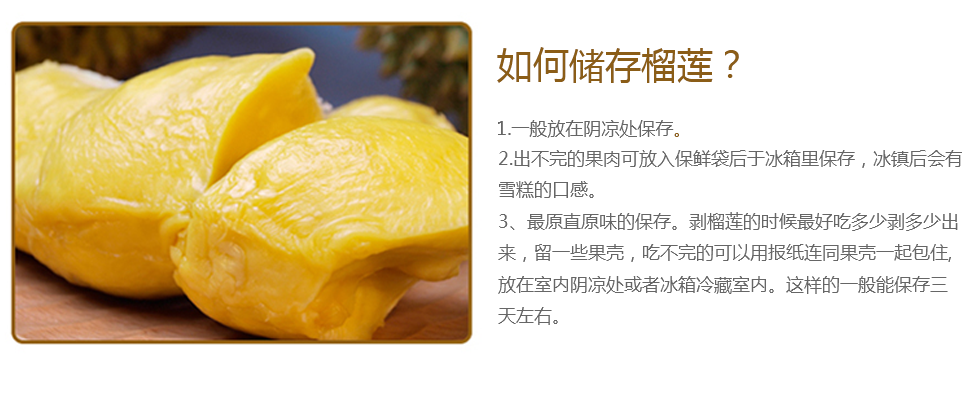 如何储存榴莲？
1.一般放在阴凉处保存。
2.出不完的果肉可放入保鲜袋后于冰箱里保存，冰镇后会有
雪糕的口感。
3、最原直原味的保存。剥榴莲的时候最好吃多少剥多少出
来，留一些果壳，吃不完的可以用报纸连同果壳一起包住,
放在室内阴凉处或者冰箱冷藏室内。这样的一般能保存三
天左右。